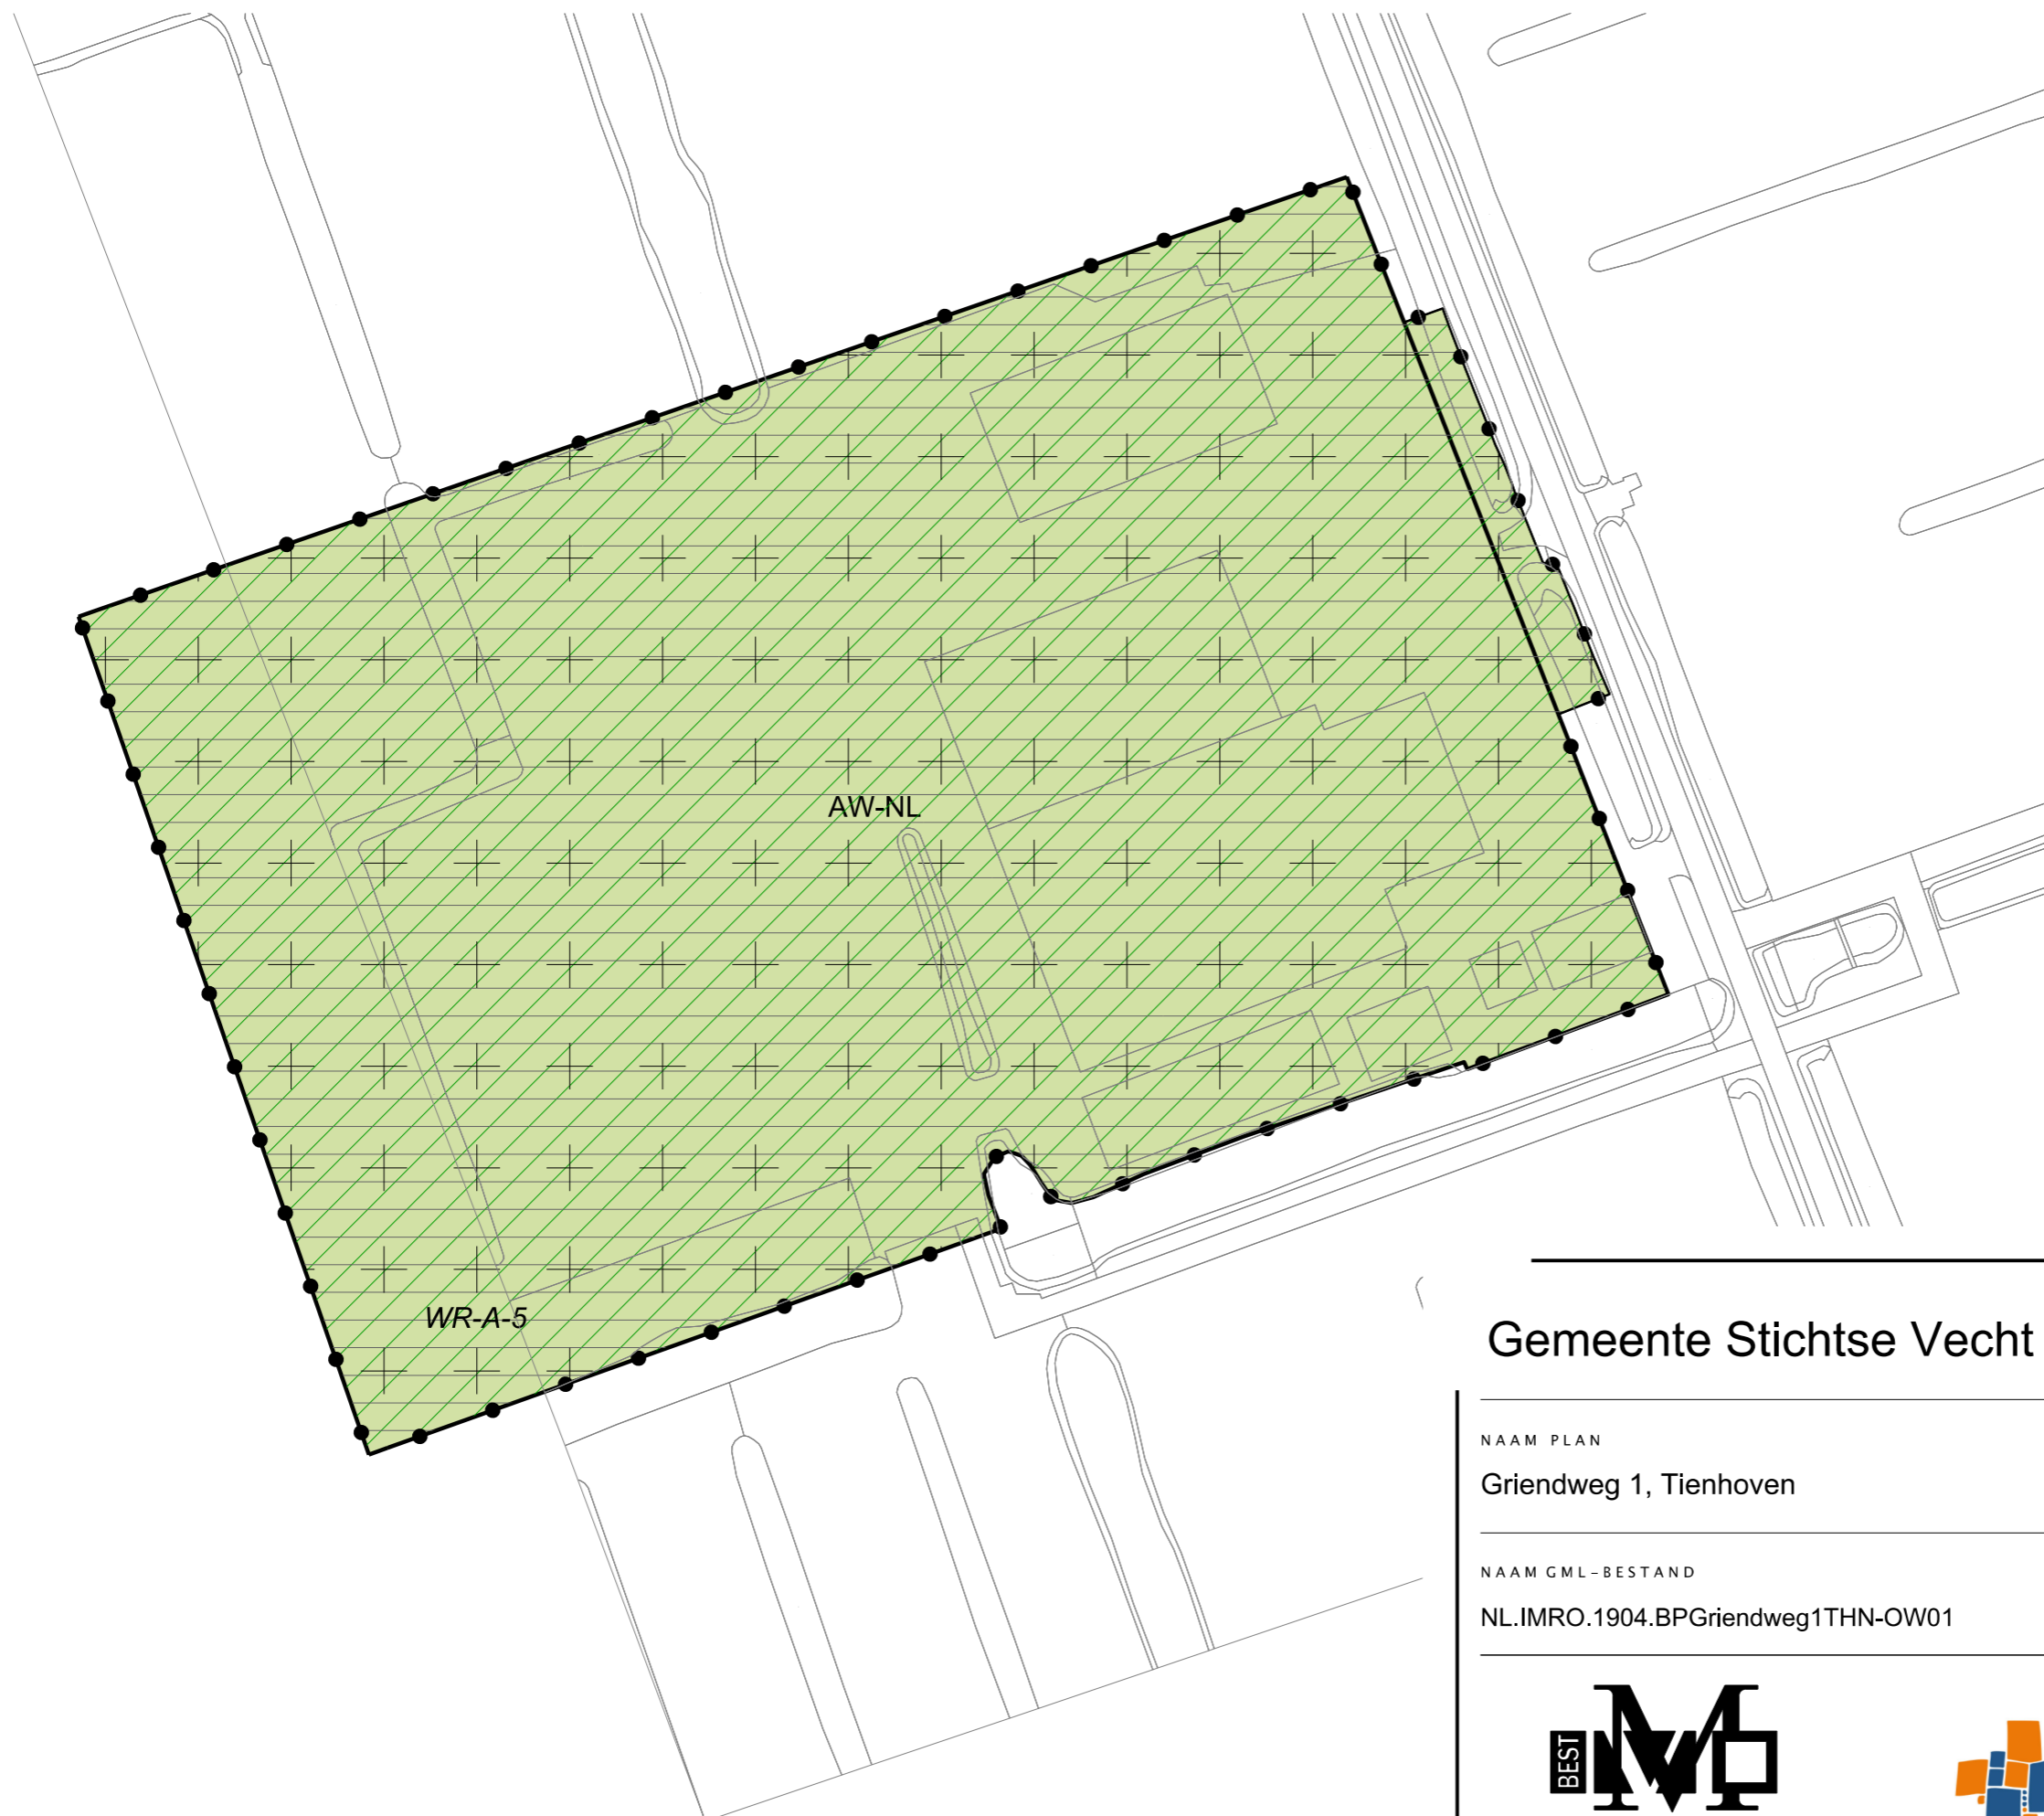 AW-NL
WR-A-5
Gemeente Stichtse Vecht
NAAM PLAN
Griendweg 1, Tienhoven
NAAM GML-BESTAND
NL.IMRO.1904.BPGriendweg1THN-OW01
BEST
MVO